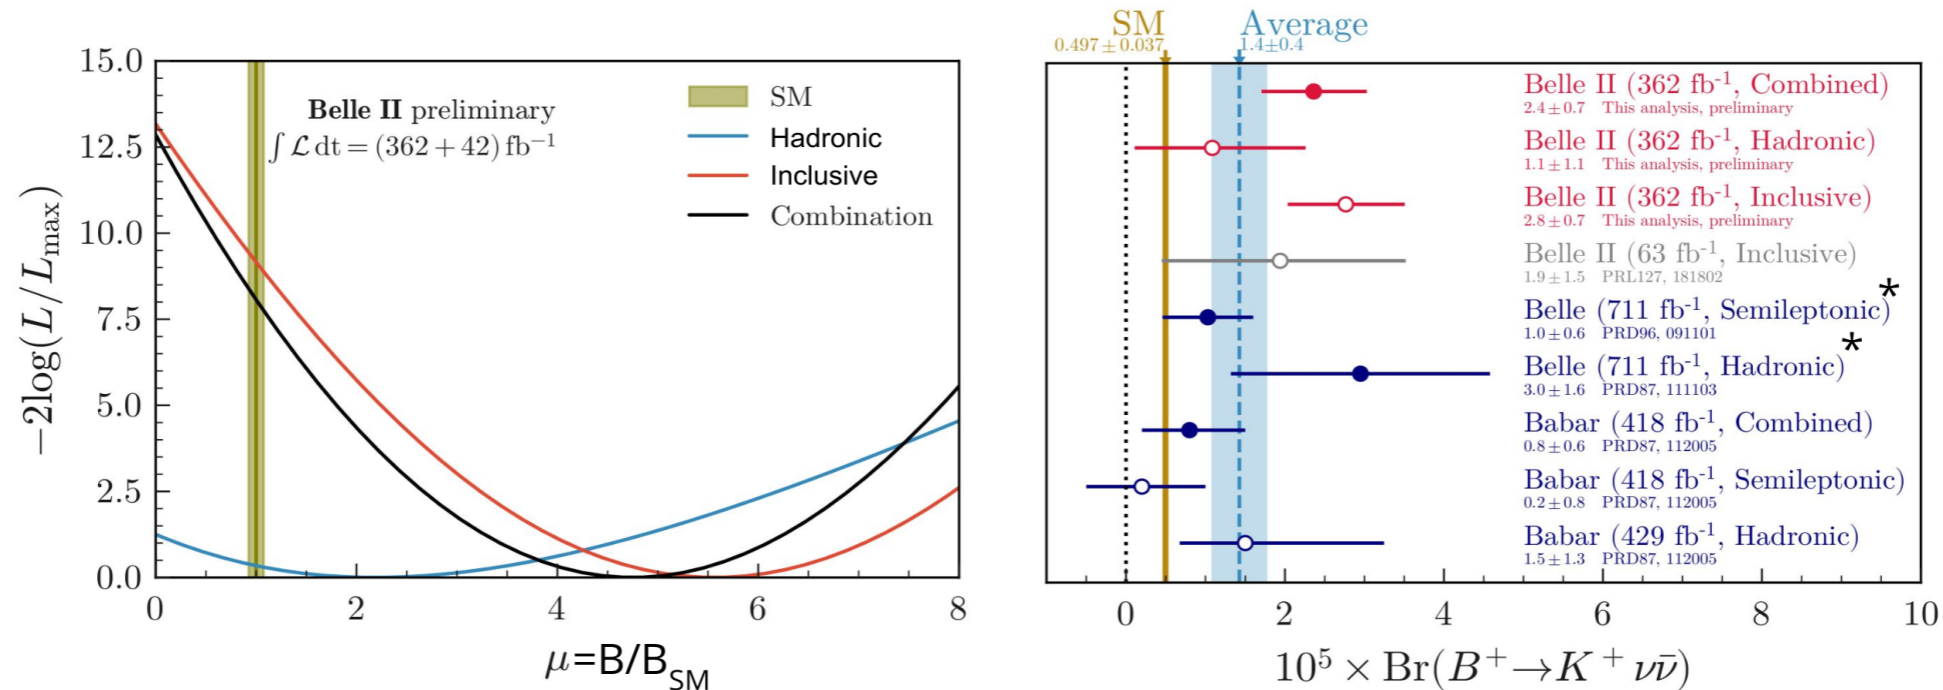 15.0
12.5
10.0
7.5
5.0
2.5
0.0
−2log(L/L_max)
Belle II preliminary
∫ℒdt = (362 + 42) fb⁻¹
SM
Hadronic
Inclusive
Combination
0 2 4 6 8
μ=B/B_SM
SM
0.497 ± 0.037
Average
1.4±0.4
Belle II (362 fb⁻¹, Combined)
2.4±0.7 This analysis, preliminary
Belle II (362 fb⁻¹, Hadronic)
1.1±1.1 This analysis, preliminary
Belle II (362 fb⁻¹, Inclusive)
2.8±0.7 This analysis, preliminary
Belle II (63 fb⁻¹, Inclusive)
1.9±1.5 PRL127, 181802
Belle (711 fb⁻¹, Semileptonic)*
1.0±0.6 PRD96, 091101
Belle (711 fb⁻¹, Hadronic)*
3.0±1.6 PRD87, 111103
Babar (418 fb⁻¹, Combined)
0.8±0.6 PRD87, 112005
Babar (418 fb⁻¹, Semileptonic)
0.2±0.8 PRD87, 112005
Babar (429 fb⁻¹, Hadronic)
1.5±1.3 PRD87, 112005
0 2 4 6 8 10
10⁵ × Br(B⁺→K⁺νν̄)